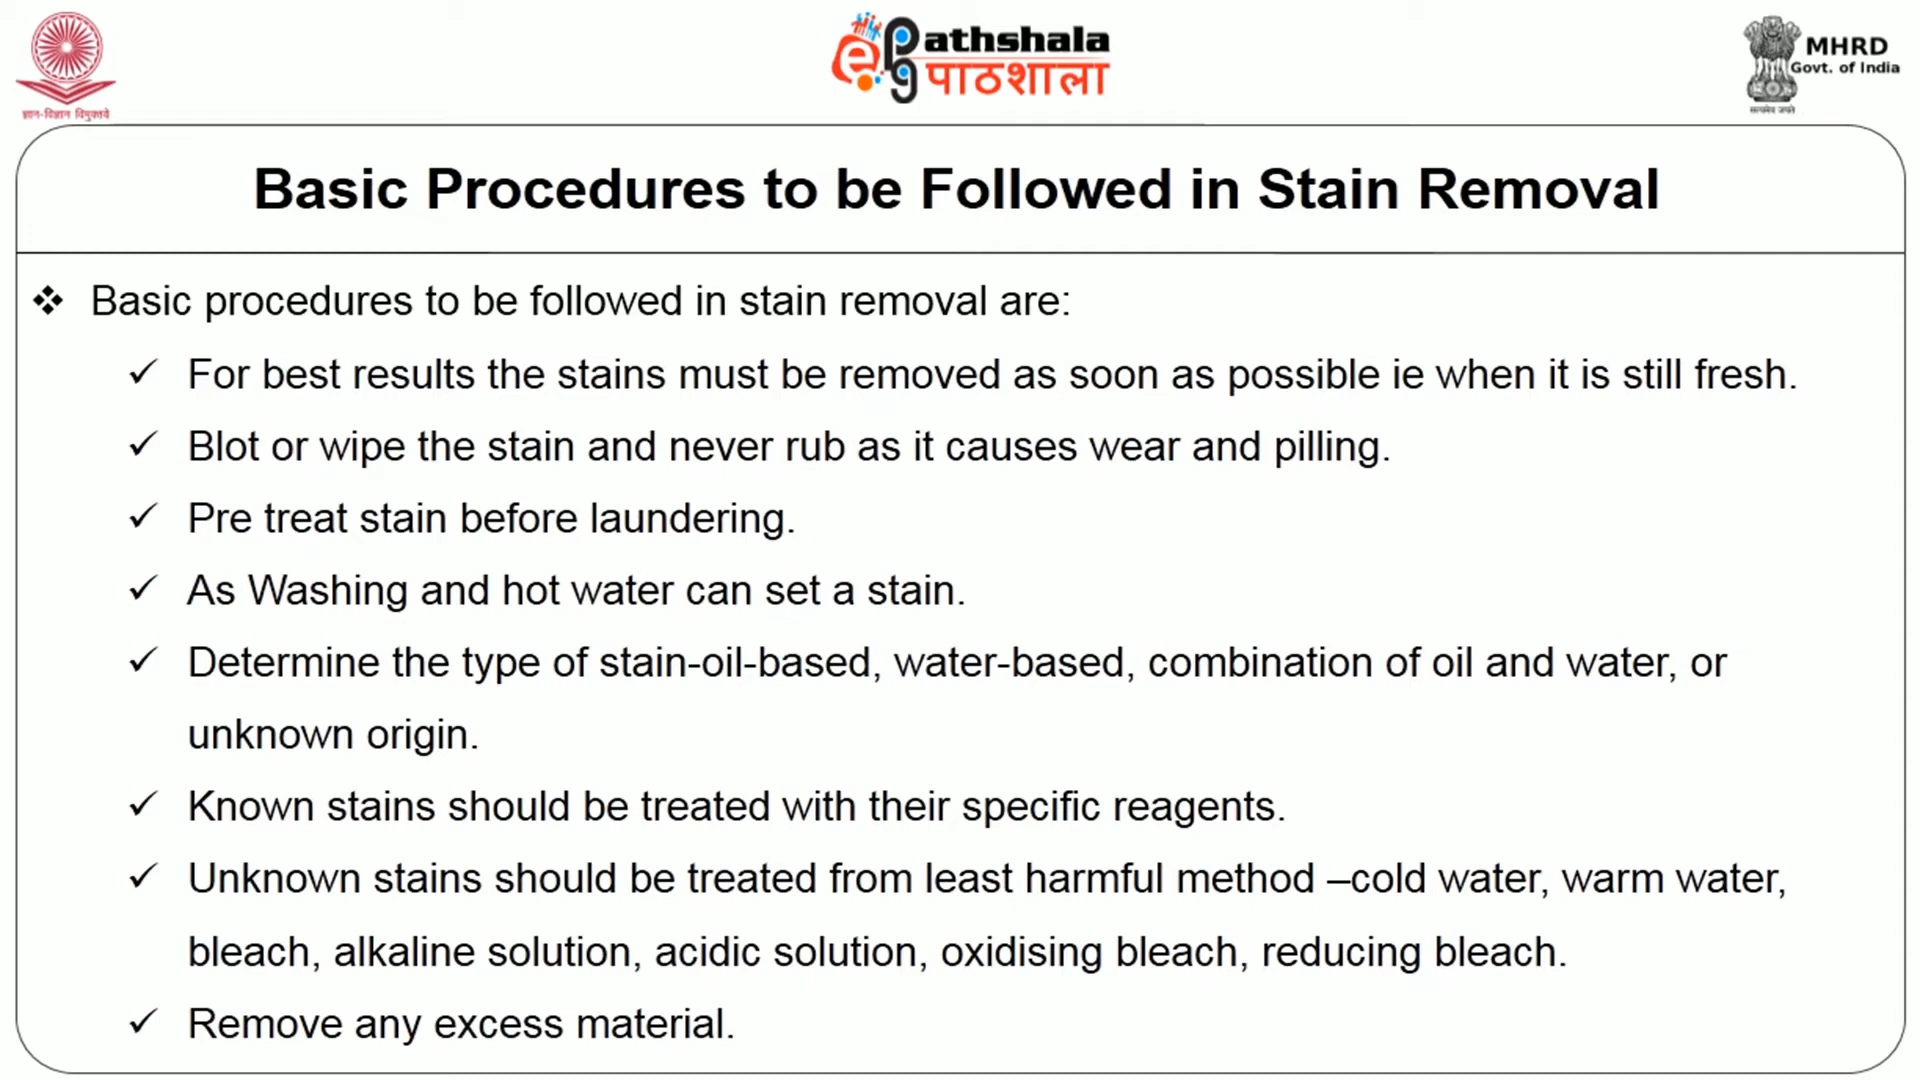 ज्ञान-विज्ञान विमुक्तये
e pg Pathshala
पाठशाला
MHRD
Govt. of India
सत्यमेव जयते
Basic Procedures to be Followed in Stain Removal
❖ Basic procedures to be followed in stain removal are:
✓ For best results the stains must be removed as soon as possible ie when it is still fresh.
✓ Blot or wipe the stain and never rub as it causes wear and pilling.
✓ Pre treat stain before laundering.
✓ As Washing and hot water can set a stain.
✓ Determine the type of stain-oil-based, water-based, combination of oil and water, or
unknown origin.
✓ Known stains should be treated with their specific reagents.
✓ Unknown stains should be treated from least harmful method –cold water, warm water,
bleach, alkaline solution, acidic solution, oxidising bleach, reducing bleach.
✓ Remove any excess material.